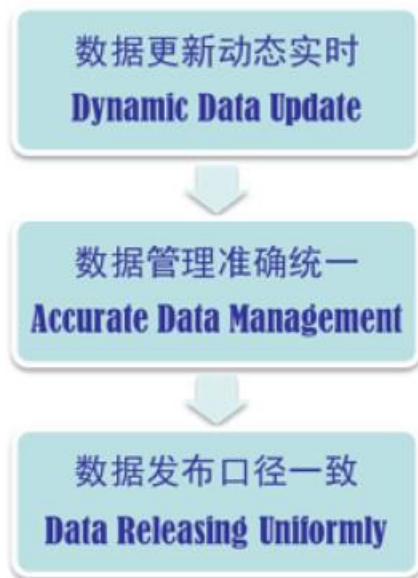 数据更新动态实时
Dynamic Data Update
数据管理准确统一
Accurate Data Management
数据发布口径一致
Data Releasing Uniformly